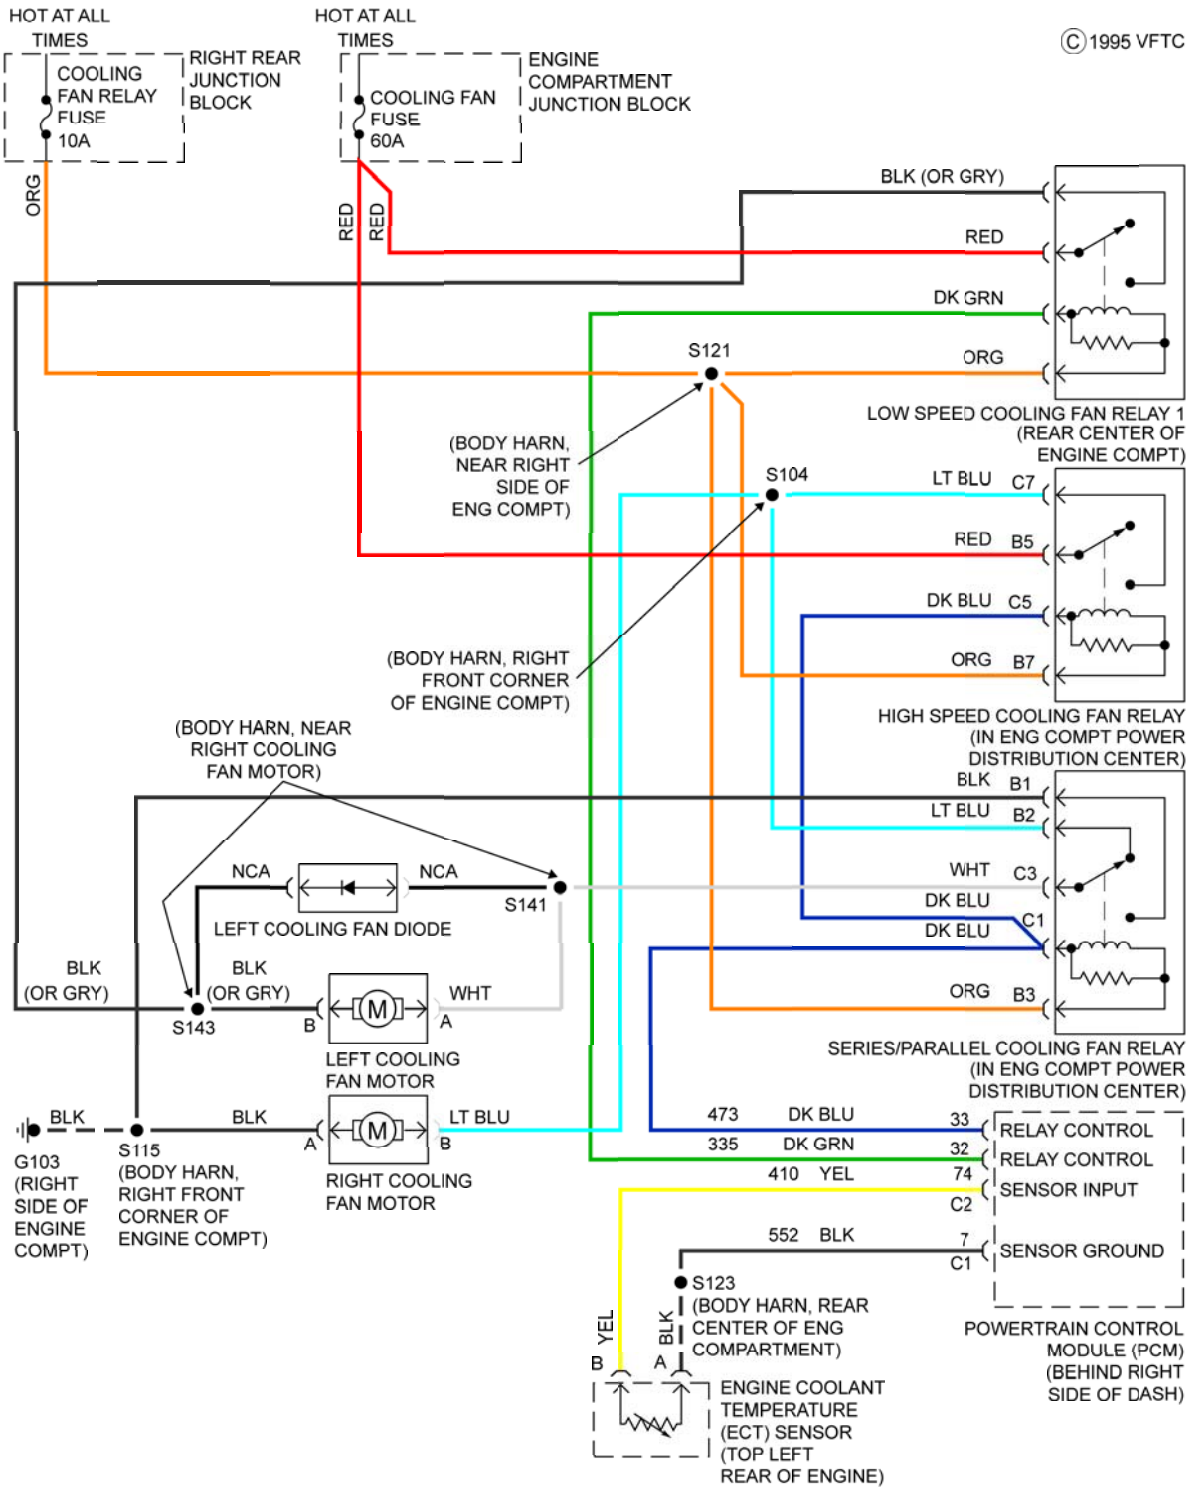 HOT AT ALL
TIMES
HOT AT ALL
TIMES
© 1995 VFTC
COOLING
FAN RELAY
FUSE
10A
RIGHT REAR
JUNCTION
BLOCK
COOLING FAN
FUSE
60A
ENGINE
COMPARTMENT
JUNCTION BLOCK
ORG
RED
RED
BLK (OR GRY)
RED
DK GRN
ORG
LOW SPEED COOLING FAN RELAY 1
(REAR CENTER OF
ENGINE COMPT)
S121
(BODY HARN,
NEAR RIGHT
SIDE OF
ENG COMPT)
S104
LT BLU C7
RED B5
DK BLU C5
ORG B7
HIGH SPEED COOLING FAN RELAY
(IN ENG COMPT POWER
DISTRIBUTION CENTER)
(BODY HARN, RIGHT
FRONT CORNER
OF ENGINE COMPT)
(BODY HARN, NEAR
RIGHT COOLING
FAN MOTOR)
BLK B1
LT BLU B2
WHT C3
DK BLU
C1
DK BLU
ORG B3
SERIES/PARALLEL COOLING FAN RELAY
(IN ENG COMPT POWER
DISTRIBUTION CENTER)
NCA
NCA
S141
LEFT COOLING FAN DIODE
BLK
(OR GRY)
BLK
(OR GRY)
S143
B
M
A
WHT
LEFT COOLING
FAN MOTOR
BLK
BLK
A
M
B
LT BLU
S115
(BODY HARN,
RIGHT FRONT
CORNER OF
ENGINE COMPT)
G103
(RIGHT
SIDE OF
ENGINE
COMPT)
RIGHT COOLING
FAN MOTOR
473 DK BLU 33 RELAY CONTROL
335 DK GRN 32 RELAY CONTROL
410 YEL 74 SENSOR INPUT
C2
552 BLK 7 SENSOR GROUND
C1
S123
(BODY HARN, REAR
CENTER OF ENG
COMPARTMENT)
POWERTRAIN CONTROL
MODULE (PCM)
(BEHIND RIGHT
SIDE OF DASH)
YEL
BLK
B
A
ENGINE COOLANT
TEMPERATURE
(ECT) SENSOR
(TOP LEFT
REAR OF ENGINE)